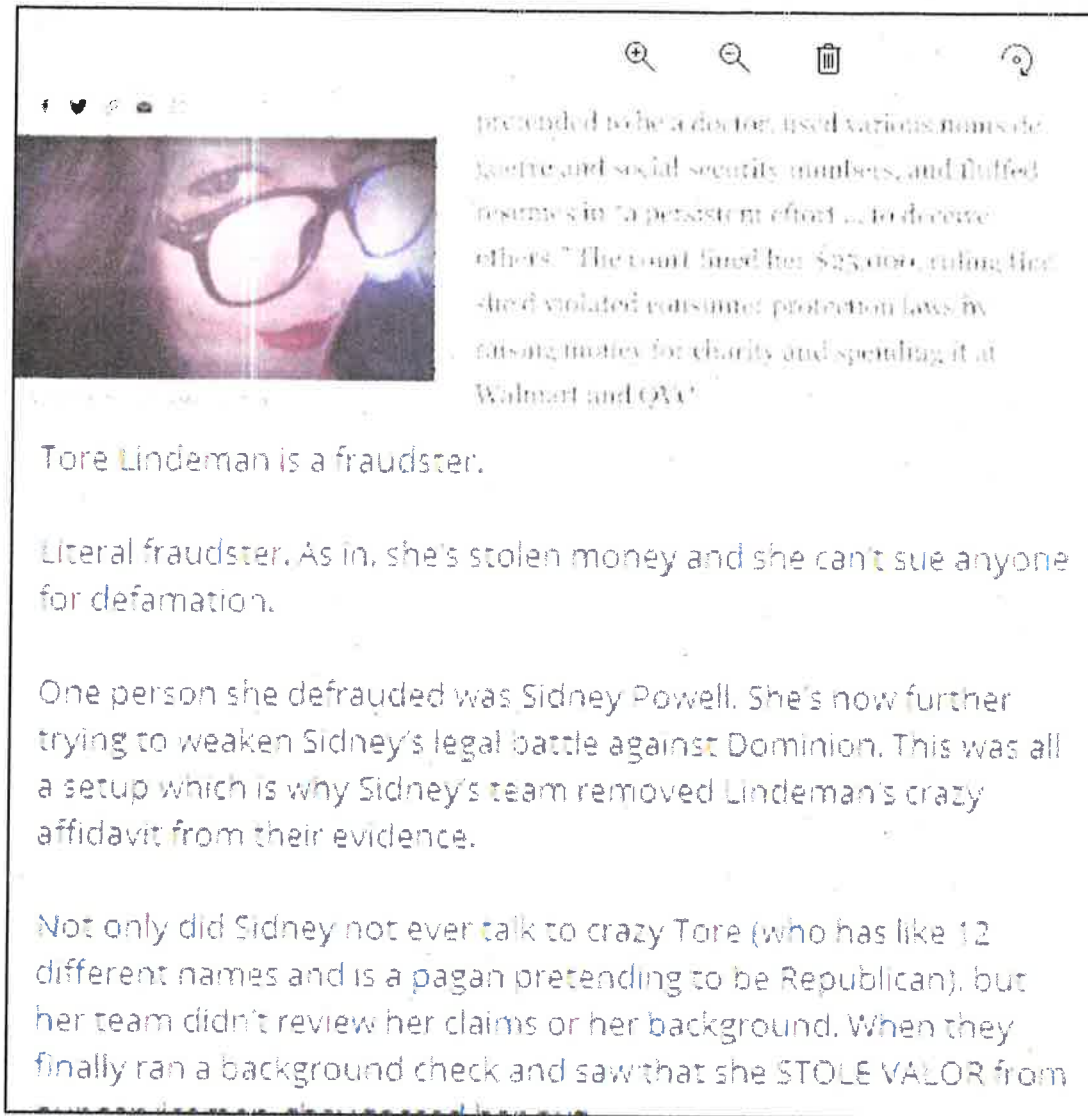 pretended to be a doctor, used various noms de
guerre and social security numbers, and fluffed
resumes in "a persistent effort ... to deceive
others." The court fined her $25,000, ruling
she'd violated consumer protection laws by
raising money for charity and spending it at
Walmart and QVC
Tore Lindeman is a fraudster.
Literal fraudster. As in, she's stolen money and she can't sue anyone
for defamation.
One person she defrauded was Sidney Powell. She's now further
trying to weaken Sidney's legal battle against Dominion. This was all
a setup which is why Sidney's team removed Lindeman's crazy
affidavit from their evidence.
Not only did Sidney not ever talk to crazy Tore (who has like 12
different names and is a pagan pretending to be Republican), but
her team didn't review her claims or her background. When they
finally ran a background check and saw that she STOLE VALOR from